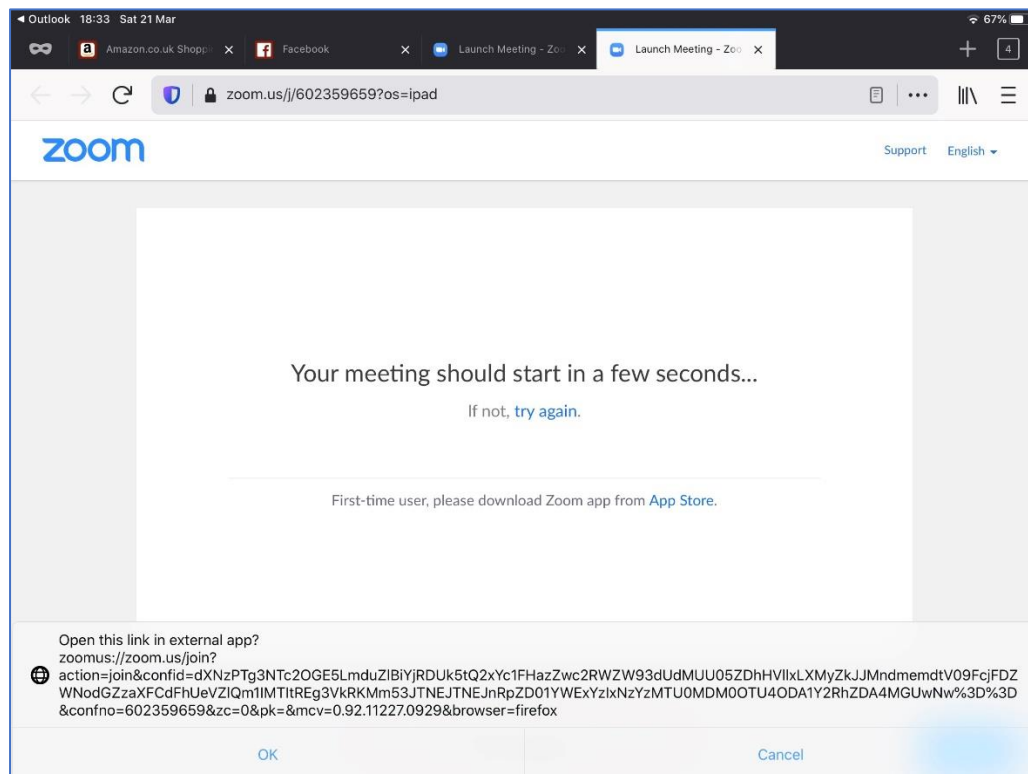 Outlook 18:33 Sat 21 Mar 67%
Amazon.co.uk Shopp Facebook Launch Meeting - Zoo Launch Meeting - Zoo 4
zoom.us/j/602359659?os=ipad
zoom Support English
Your meeting should start in a few seconds...
If not, try again.
First-time user, please download Zoom app from App Store.
Open this link in external app?
zoomus://zoom.us/join?
action=join&confid=dXNzPTg3NTc2OGE5LmduZlBiYjRDUk5tQ2xYc1FHazZwc2RWZW93dUdMUU05ZDhHVllxLXMyZkJJMndmemdtV09FcjFDZ
WNodGZzaXFCdFhUeVZlQm1lMTltREg3VkRKMm53JTNEJTNEJnRpZD01YWExYzIxNzYzMTU0MDM0OTU4ODA1Y2RhZDA4MGUwNw%3D%3D
&confno=602359659&zc=0&pk=&mcv=0.92.11227.0929&browser=firefox
OK Cancel